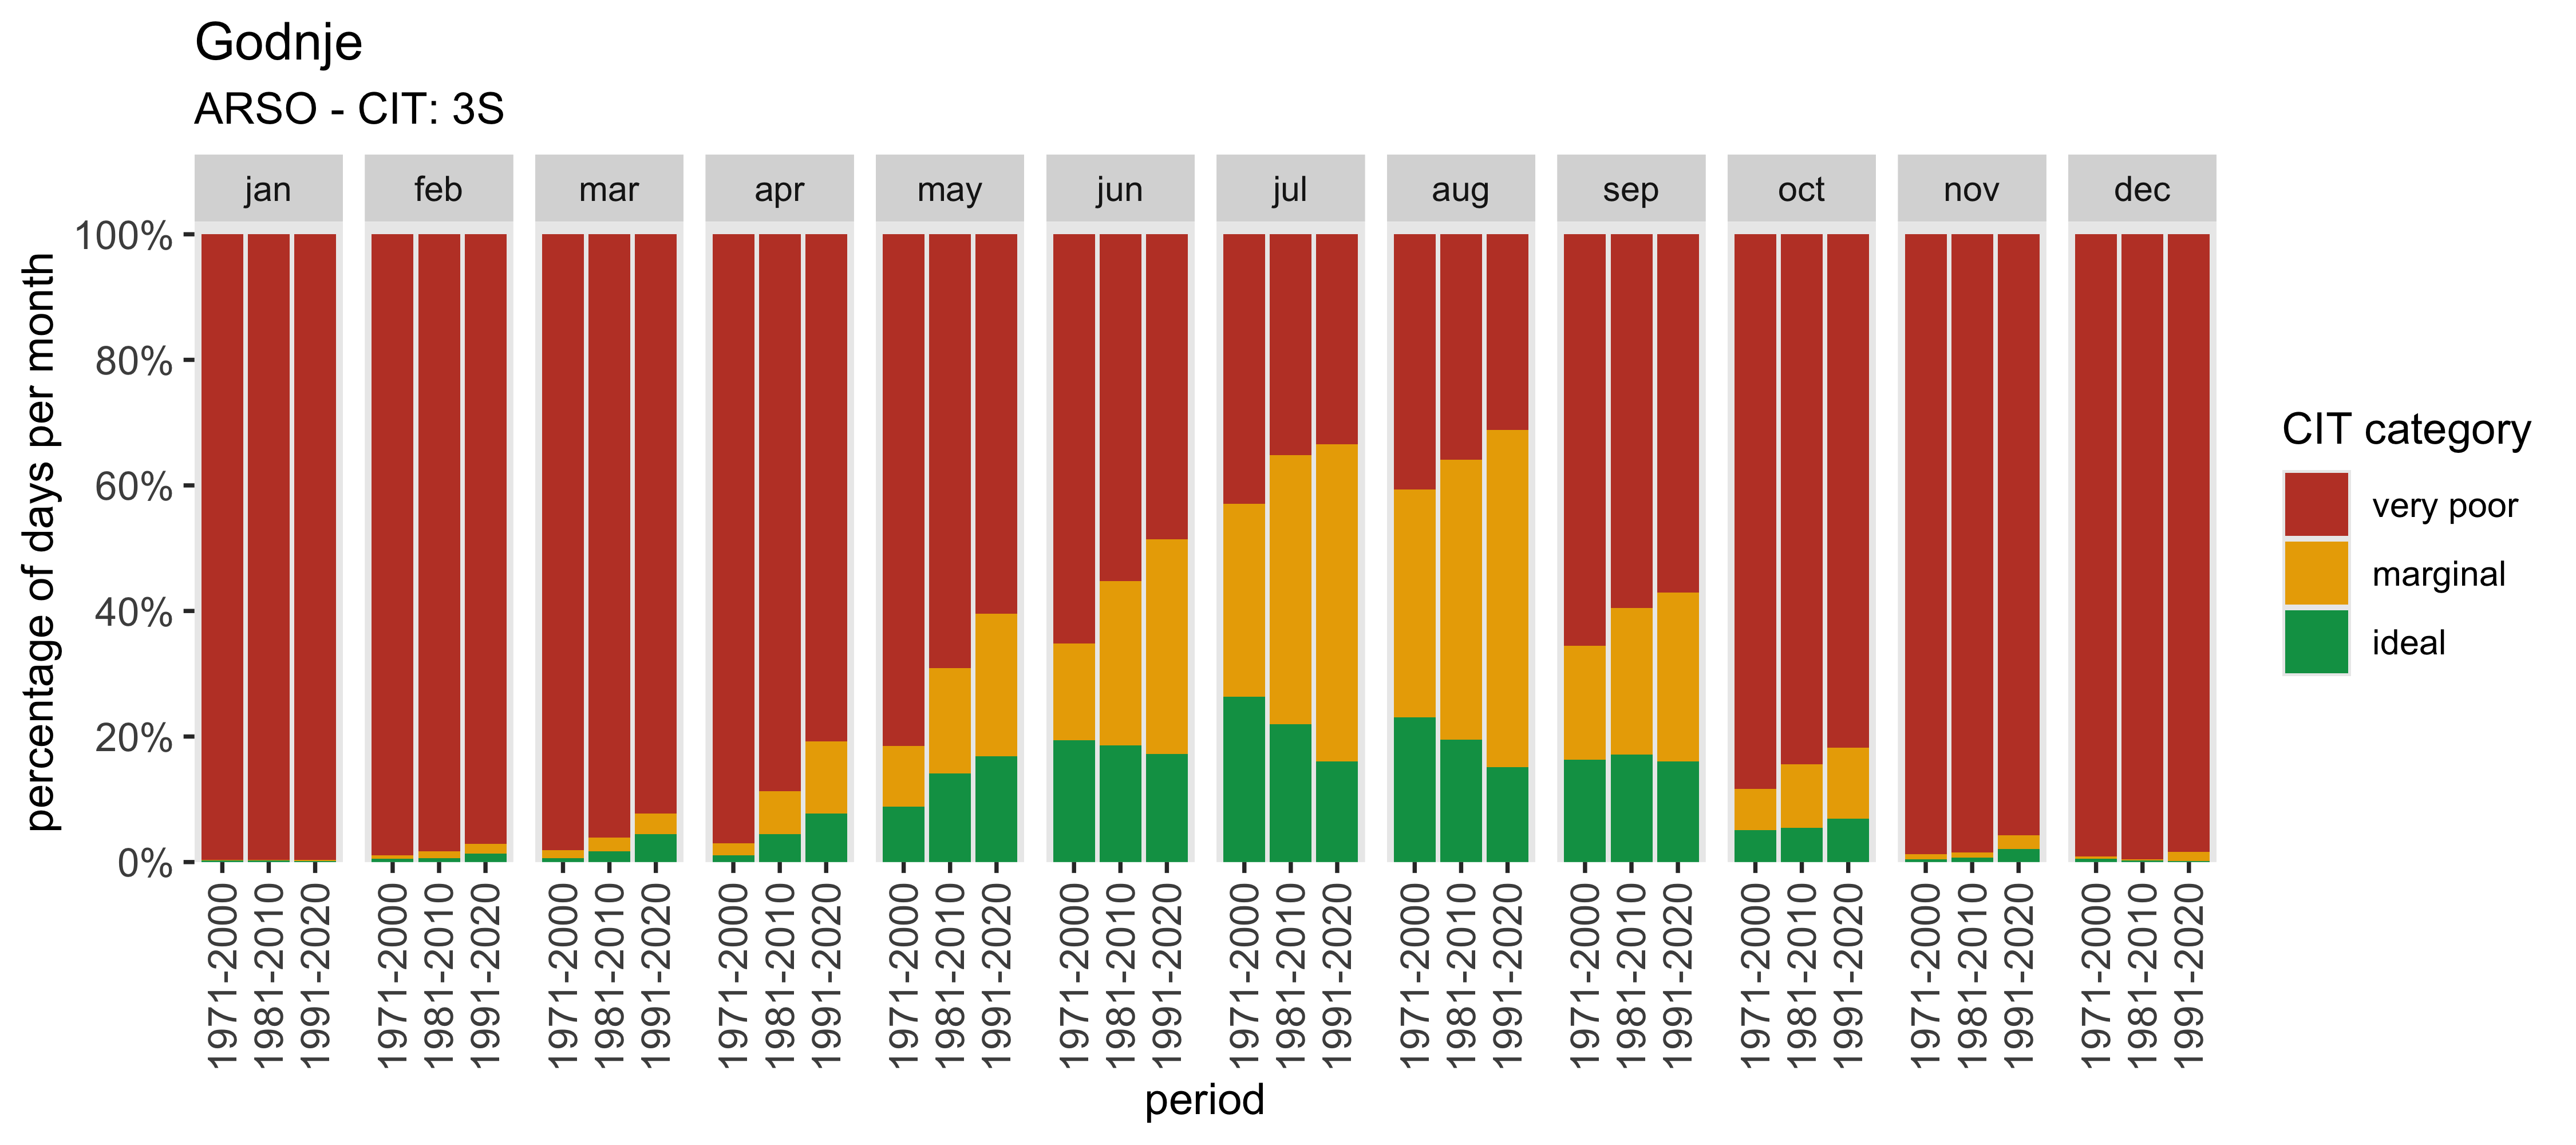 Godnje
ARSO - CIT: 3S
jan feb mar apr may jun jul aug sep oct nov dec
percentage of days per month
100%
80%
60%
40%
20%
0%
1971-2000 1981-2010 1991-2020 1971-2000 1981-2010 1991-2020 1971-2000 1981-2010 1991-2020 1971-2000 1981-2010 1991-2020 1971-2000 1981-2010 1991-2020 1971-2000 1981-2010 1991-2020 1971-2000 1981-2010 1991-2020 1971-2000 1981-2010 1991-2020 1971-2000 1981-2010 1991-2020 1971-2000 1981-2010 1991-2020 1971-2000 1981-2010 1991-2020 1971-2000 1981-2010 1991-2020
period
CIT category
very poor
marginal
ideal